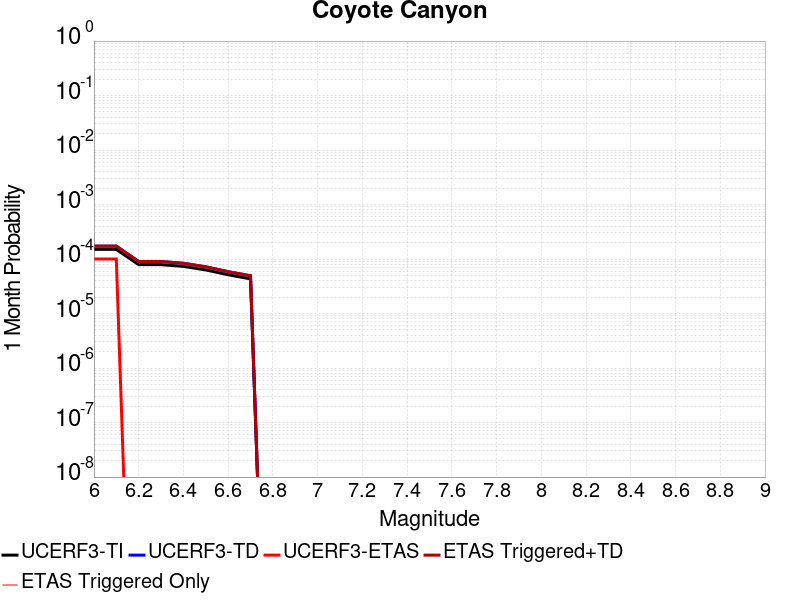 Coyote Canyon
1 Month Probability
10^0
10^-1
10^-2
10^-3
10^-4
10^-5
10^-6
10^-7
10^-8
6 6.2 6.4 6.6 6.8 7 7.2 7.4 7.6 7.8 8 8.2 8.4 8.6 8.8 9
Magnitude
UCERF3-TI UCERF3-TD UCERF3-ETAS ETAS Triggered+TD
ETAS Triggered Only